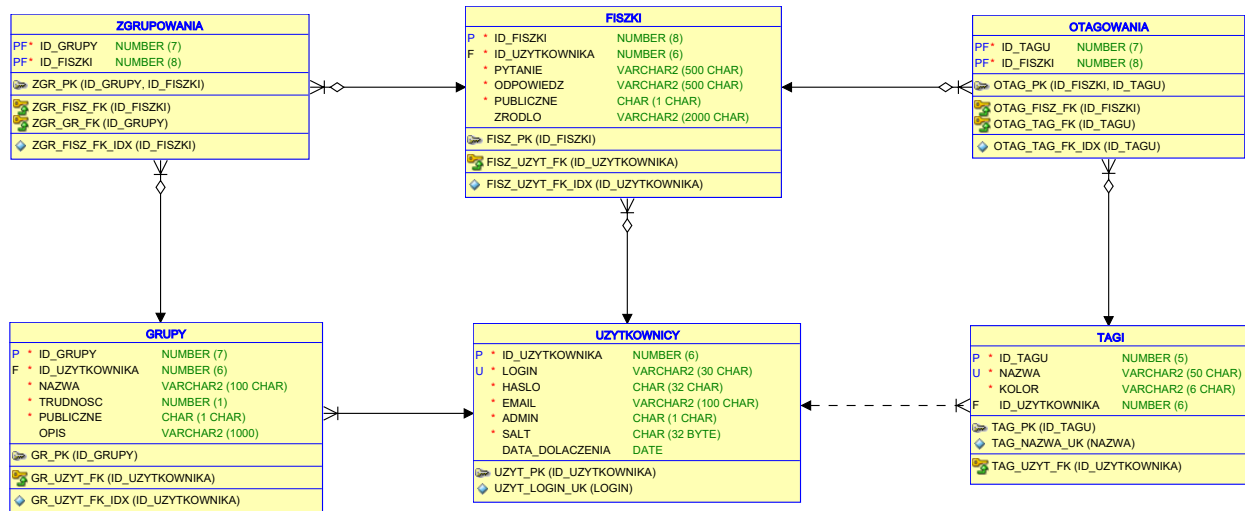 ZGRUPOWANIA
PF* ID_GRUPY NUMBER (7)
PF* ID_FISZKI NUMBER (8)
ZGR_PK (ID_GRUPY, ID_FISZKI)
ZGR_FISZ_FK (ID_FISZKI)
ZGR_GR_FK (ID_GRUPY)
ZGR_FISZ_FK_IDX (ID_FISZKI)
FISZKI
P * ID_FISZKI NUMBER (8)
F * ID_UZYTKOWNIKA NUMBER (6)
* PYTANIE VARCHAR2 (500 CHAR)
* ODPOWIEDZ VARCHAR2 (500 CHAR)
* PUBLICZNE CHAR (1 CHAR)
ZRODLO VARCHAR2 (2000 CHAR)
FISZ_PK (ID_FISZKI)
FISZ_UZYT_FK (ID_UZYTKOWNIKA)
FISZ_UZYT_FK_IDX (ID_UZYTKOWNIKA)
OTAGOWANIA
PF* ID_TAGU NUMBER (7)
PF* ID_FISZKI NUMBER (8)
OTAG_PK (ID_FISZKI, ID_TAGU)
OTAG_FISZ_FK (ID_FISZKI)
OTAG_TAG_FK (ID_TAGU)
OTAG_TAG_FK_IDX (ID_TAGU)
GRUPY
P * ID_GRUPY NUMBER (7)
F * ID_UZYTKOWNIKA NUMBER (6)
* NAZWA VARCHAR2 (100 CHAR)
* TRUDNOSC NUMBER (1)
* PUBLICZNE CHAR (1 CHAR)
OPIS VARCHAR2 (1000)
GR_PK (ID_GRUPY)
GR_UZYT_FK (ID_UZYTKOWNIKA)
GR_UZYT_FK_IDX (ID_UZYTKOWNIKA)
UZYTKOWNICY
P * ID_UZYTKOWNIKA NUMBER (6)
U * LOGIN VARCHAR2 (30 CHAR)
* HASLO CHAR (32 CHAR)
* EMAIL VARCHAR2 (100 CHAR)
* ADMIN CHAR (1 CHAR)
* SALT CHAR (32 BYTE)
DATA_DOLACZENIA DATE
UZYT_PK (ID_UZYTKOWNIKA)
UZYT_LOGIN_UK (LOGIN)
TAGI
P * ID_TAGU NUMBER (5)
U * NAZWA VARCHAR2 (50 CHAR)
* KOLOR VARCHAR2 (6 CHAR)
F ID_UZYTKOWNIKA NUMBER (6)
TAG_PK (ID_TAGU)
TAG_NAZWA_UK (NAZWA)
TAG_UZYT_FK (ID_UZYTKOWNIKA)